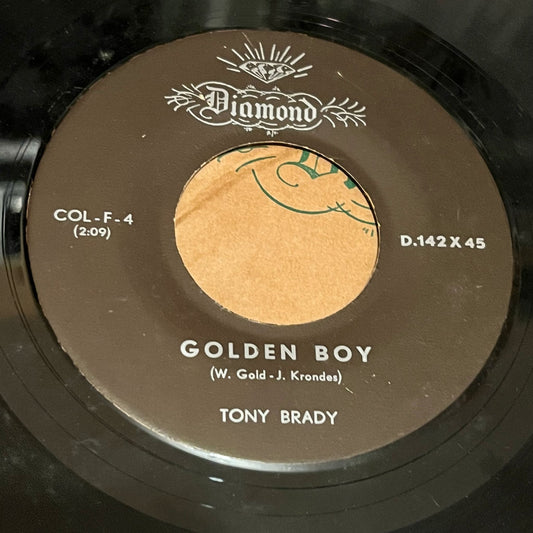 Diamond
COL-F-4
(2:09)
D.142 X 45
GOLDEN BOY
(W. Gold - J. Krondes)
TONY BRADY